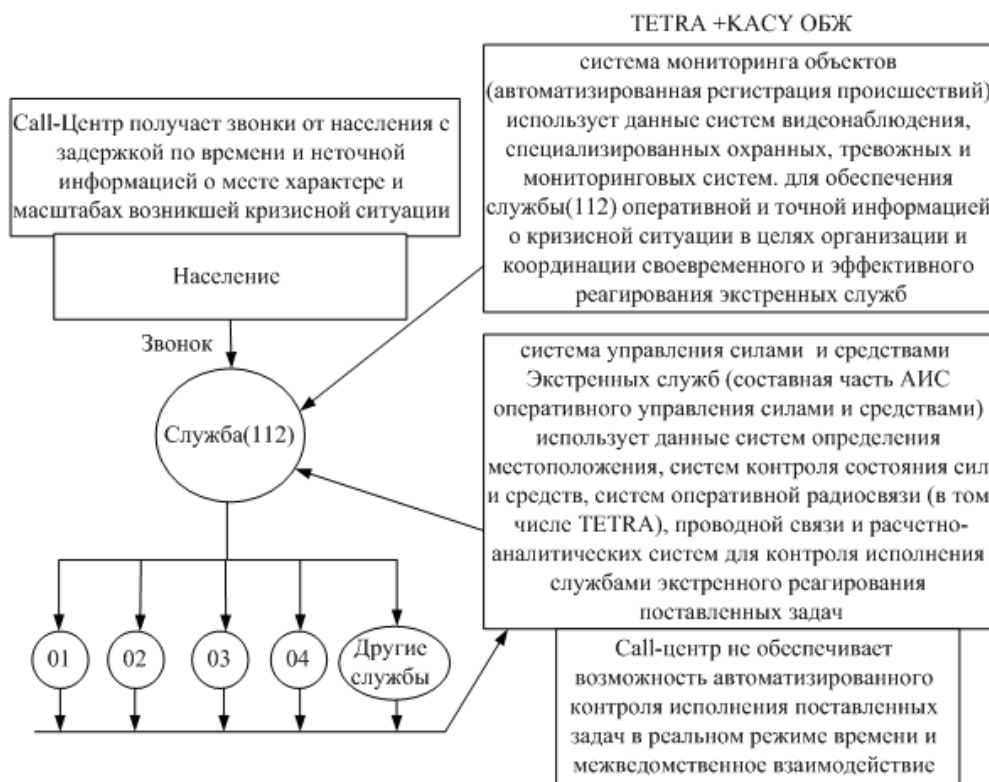 TETRA +КАСУ ОБЖ
система мониторинга объектов
(автоматизированная регистрация происшествий)
использует данные систем видеонаблюдения,
специализированных охранных, тревожных и
мониторинговых систем. для обеспечения
службы(112) оперативной и точной информацией
о кризисной ситуации в целях организации и
координации своевременного и эффективного
реагирования экстренных служб
Call-Центр получает звонки от населения с
задержкой по времени и неточной
информацией о месте характере и
масштабах возникшей кризисной ситуации
Население
Звонок
Служба(112)
система управления силами и средствами
Экстренных служб (составная часть АИС
оперативного управления силами и средствами)
использует данные систем определения
местоположения, систем контроля состояния сил
и средств, систем оперативной радиосвязи (в том
числе TETRA), проводной связи и расчетно-
аналитических систем для контроля исполнения
службами экстренного реагирования
поставленных задач
01
02
03
04
Другие
службы
Call-центр не обеспечивает
возможность автоматизированного
контроля исполнения поставленных
задач в реальном режиме времени и
межведомственное взаимодействие